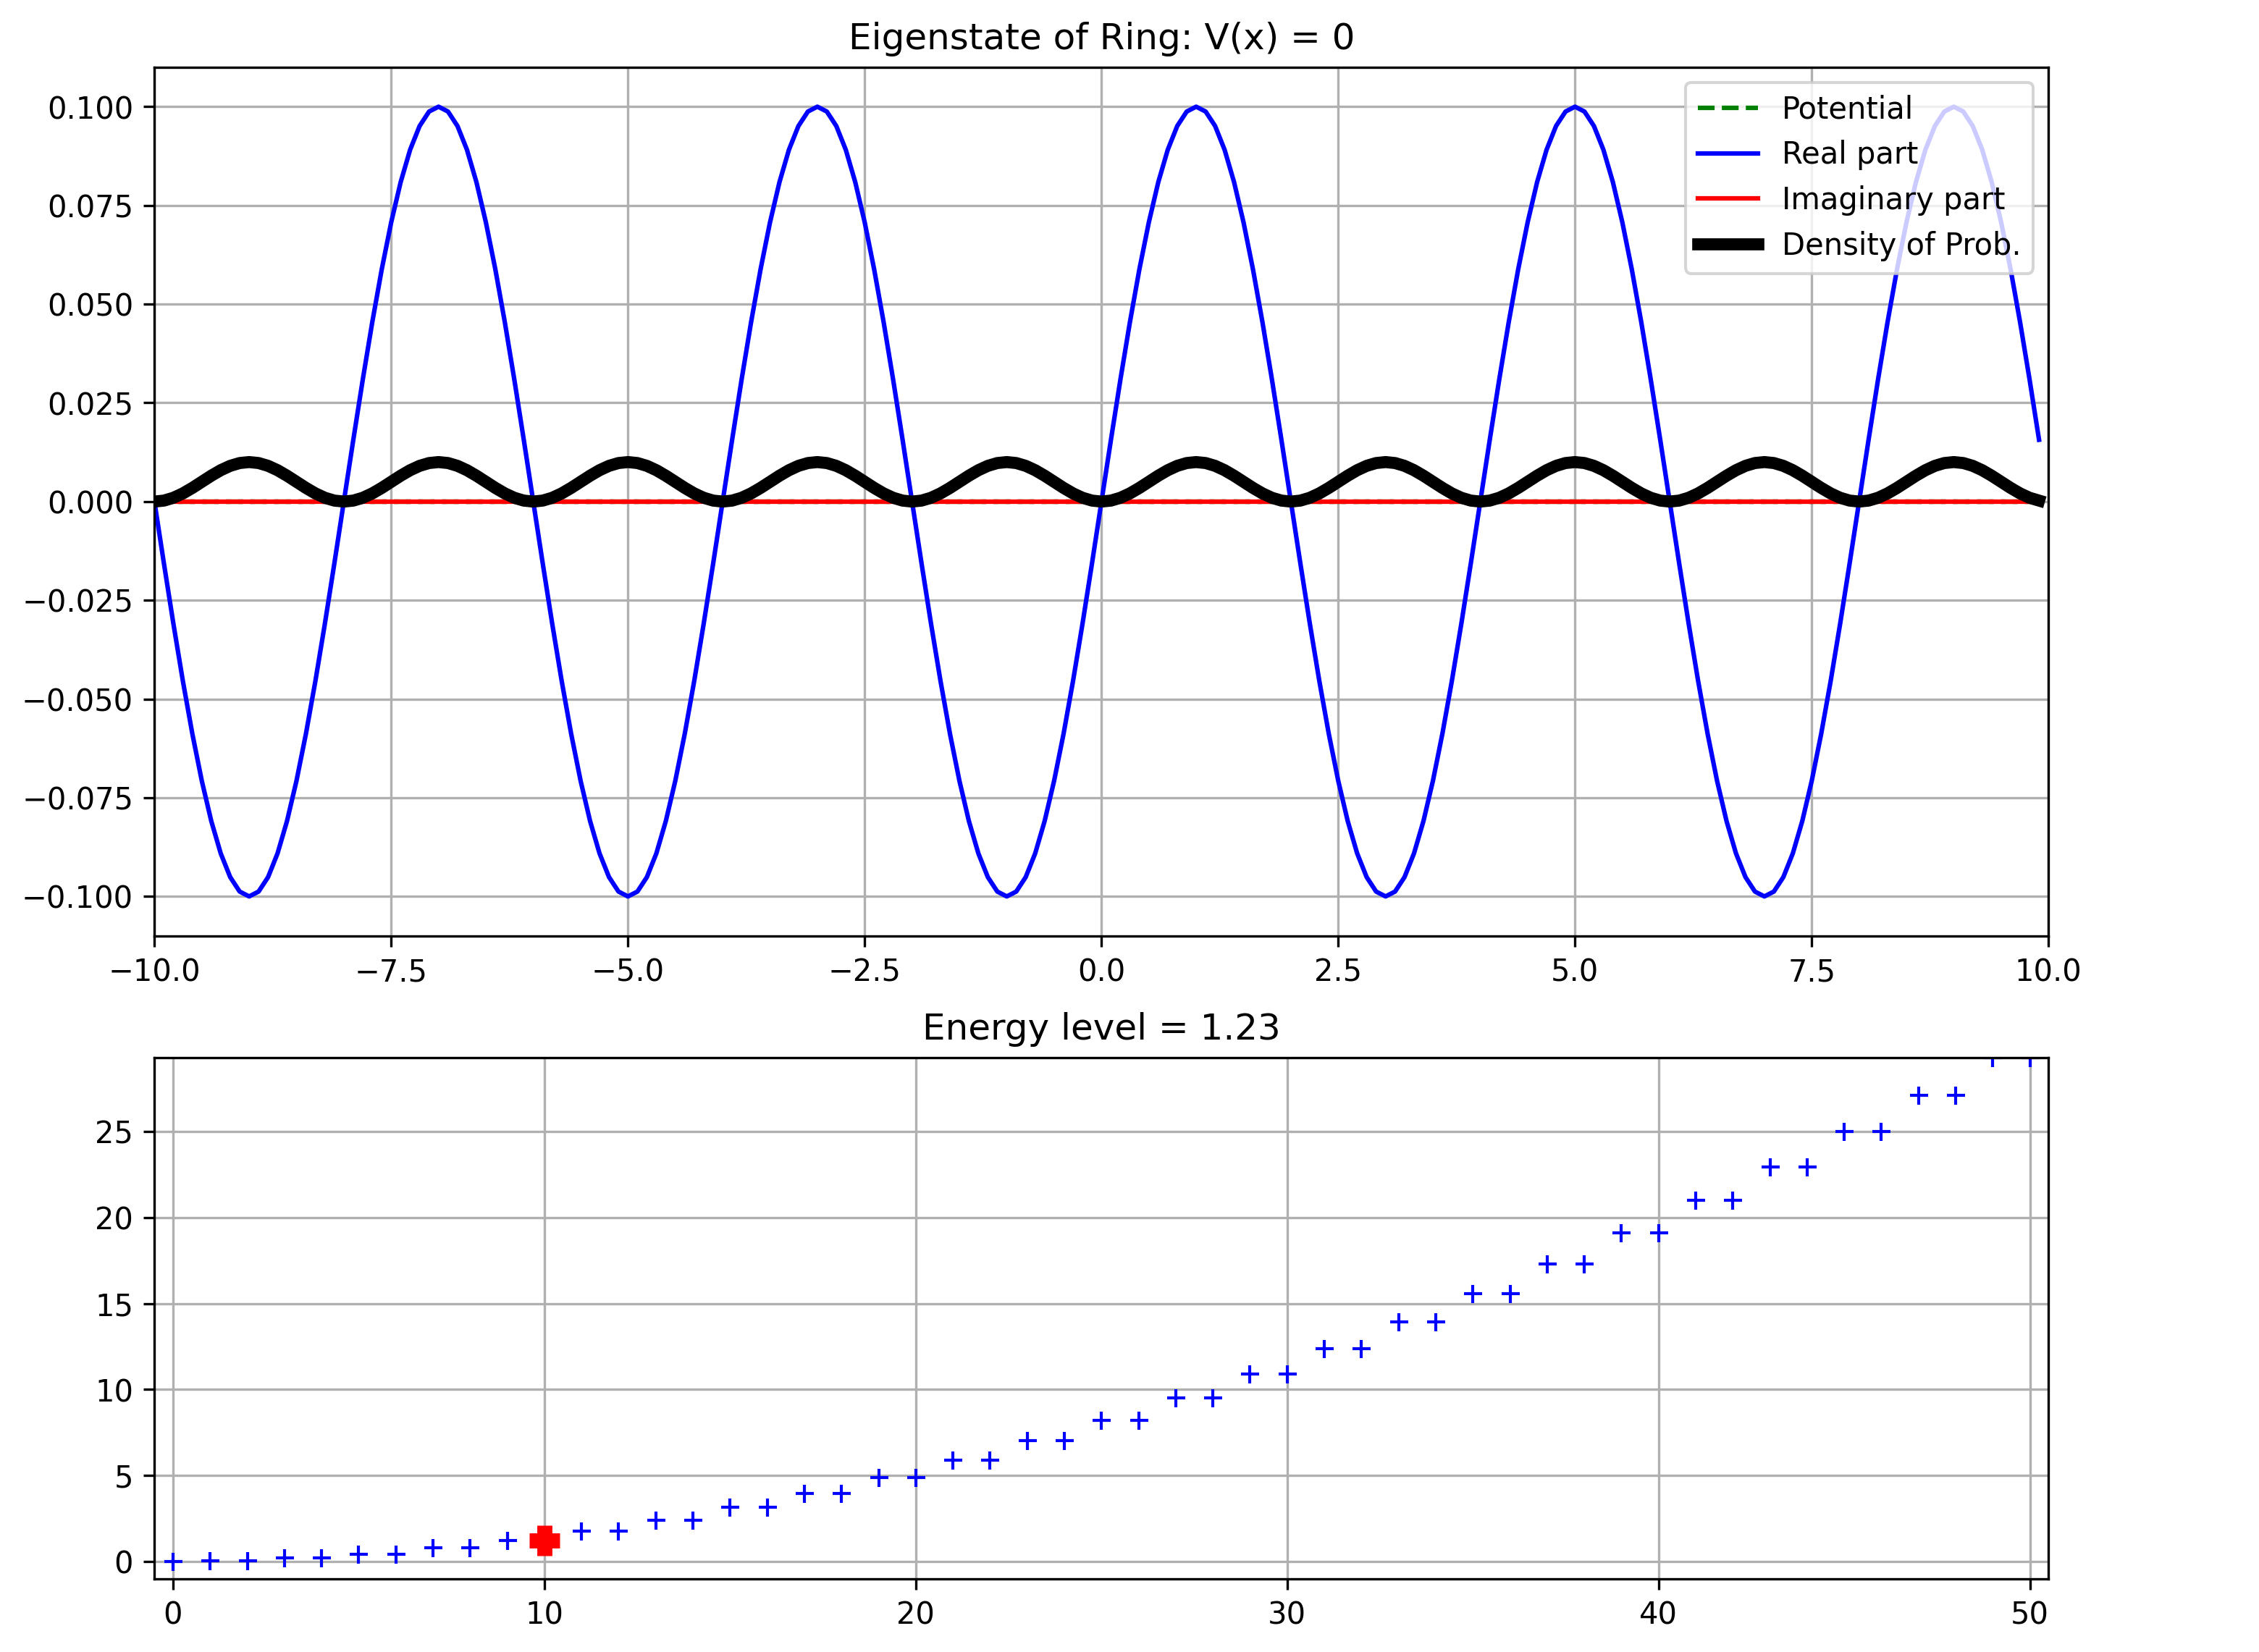 Eigenstate of Ring: V(x) = 0
0.100
0.075
0.050
0.025
0.000
−0.025
−0.050
−0.075
−0.100
Potential
Real part
Imaginary part
Density of Prob.
−10.0 −7.5 −5.0 −2.5 0.0 2.5 5.0 7.5 10.0
Energy level = 1.23
25
20
15
10
5
0
0 10 20 30 40 50